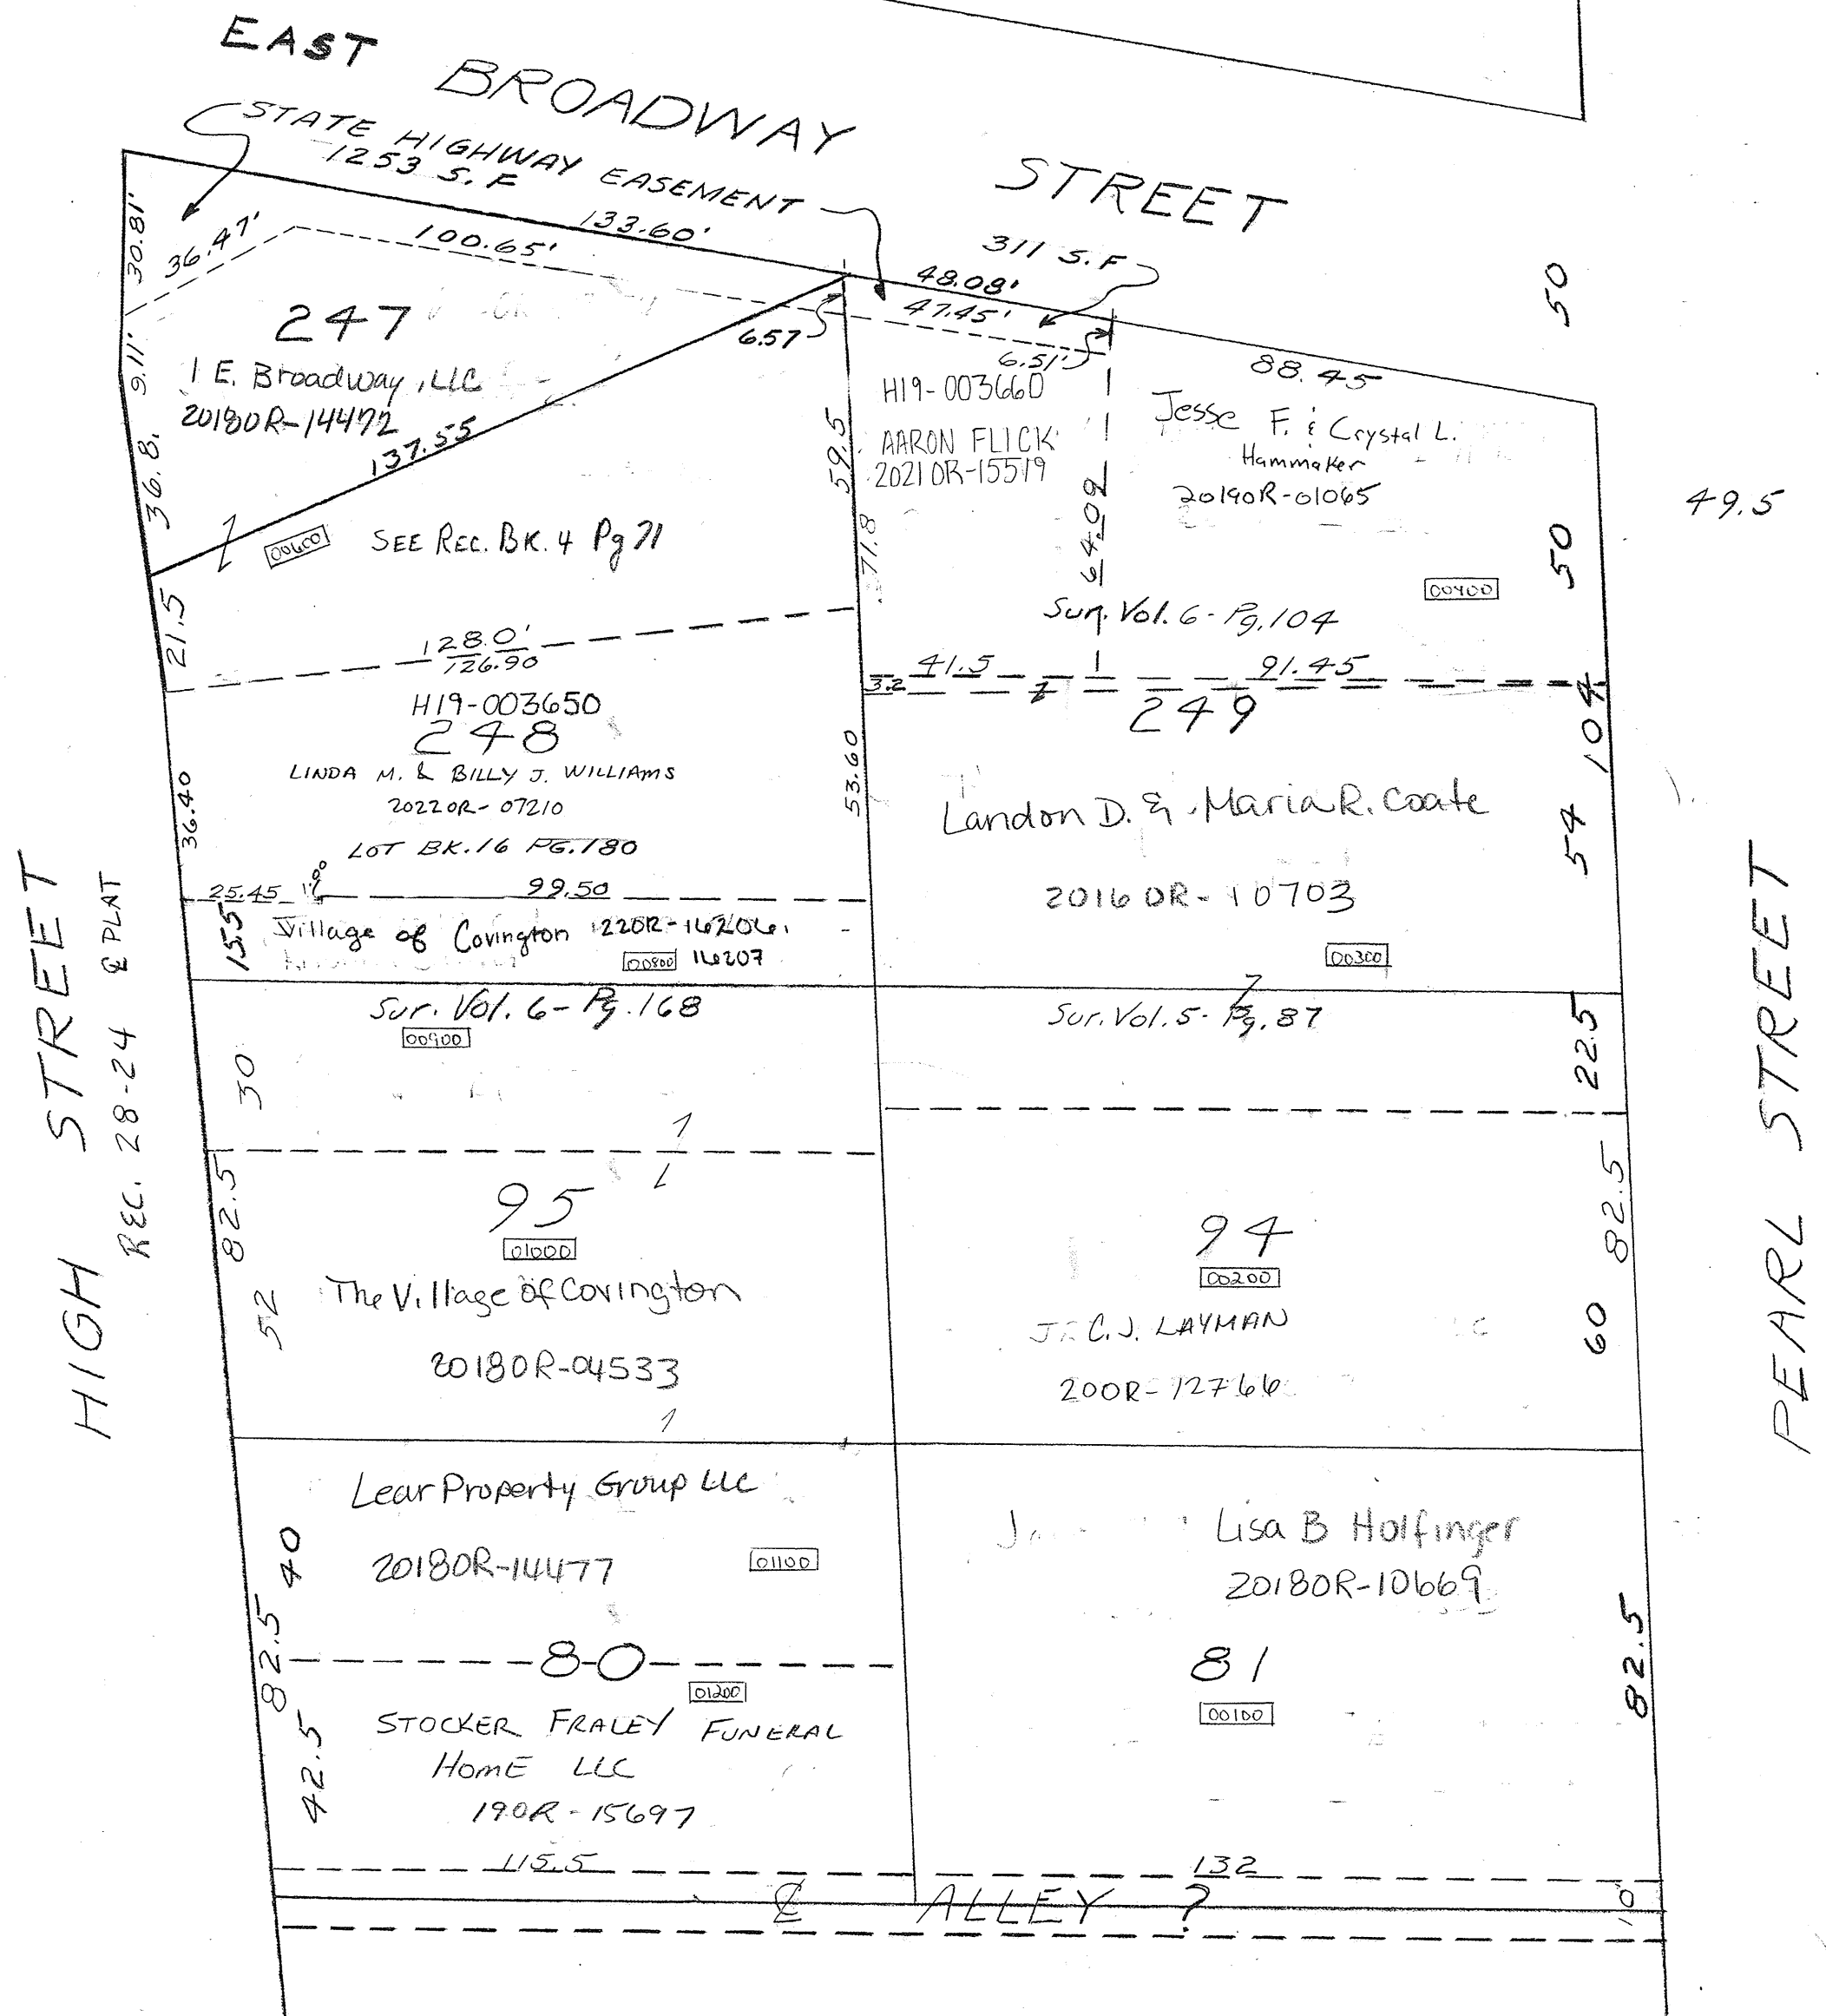 EAST BROADWAY STREET
STATE HIGHWAY EASEMENT
1253 S.F
311 S.F
30.81'
36.47'
100.65'
133.60'
48.08'
47.45'
50
9.11'
247
6.57
6.51'
88.45
1 E. Broadway, LLC
20180R-14472
137.55
36.8
59.5
H19-003660
AARON FLICK
20210R-15519
Jesse F. & Crystal L.
Hammaker
20190R-01065
49.5
00600
SEE REC. BK. 4 Pg 71
71.8
64.09
50
00400
Sur. Vol. 6-Pg. 104
21.5
128.0'
126.90
41.5
91.45
3.2
H19-003650
248
LINDA M. & BILLY J. WILLIAMS
20220R-07210
LOT BK. 16 PG. 180
36.40
53.60
249
104
Landon D. & Maria R. Coate
20160R-10703
54
00300
25.45
1.00
99.50
15.5
Village of Covington 1220R-16206,
00800
16207
HIGH STREET
REC. 28-24 & PLAT
PEARL STREET
Sur. Vol. 6-Pg. 168
00900
Sur. Vol. 5-Pg. 87
22.5
30
82.5
95
01000
The Village of Covington
20180R-04533
52
94
00200
C.J. LAYMAN
200R-12766
82.5
60
Lear Property Group LLC
20180R-14477
01100
40
Lisa B Holfinger
20180R-10669
82.5
80
01200
81
00100
82.5
STOCKER FRALEY FUNERAL
HOME LLC
190R-15697
42.5
115.5
132
℄ ALLEY ?
10'